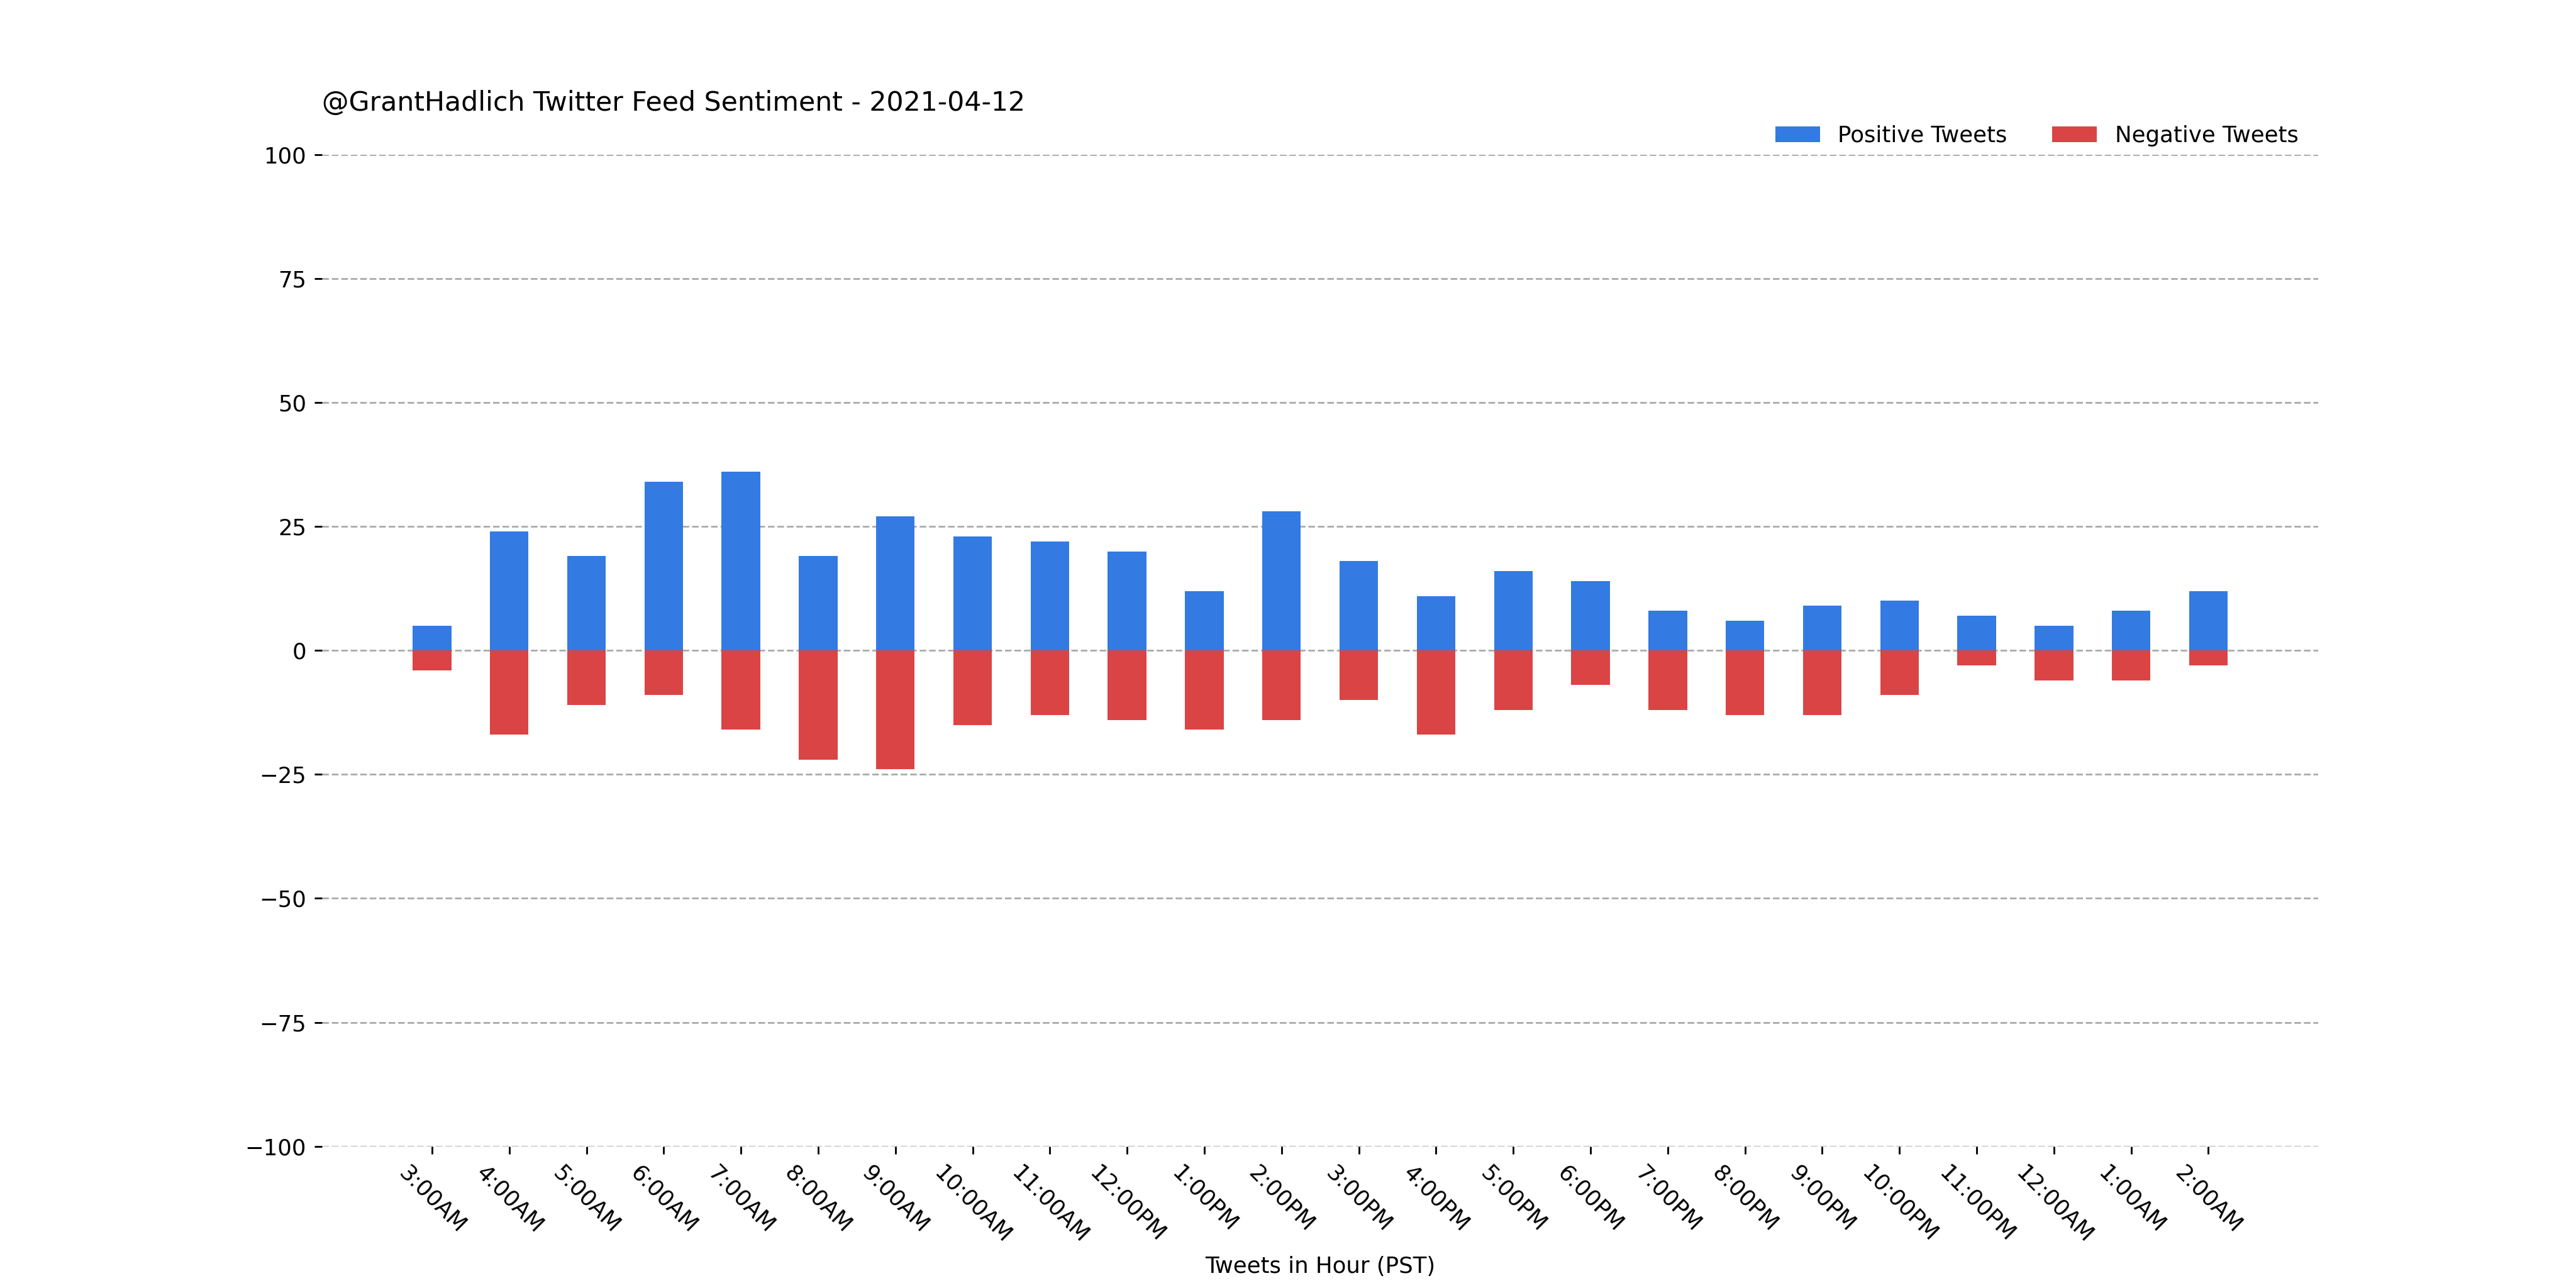 @GrantHadlich Twitter Feed Sentiment - 2021-04-12
Positive Tweets
Negative Tweets
100
75
50
25
0
−25
−50
−75
−100
3:00AM
4:00AM
5:00AM
6:00AM
7:00AM
8:00AM
9:00AM
10:00AM
11:00AM
12:00PM
1:00PM
2:00PM
3:00PM
4:00PM
5:00PM
6:00PM
7:00PM
8:00PM
9:00PM
10:00PM
11:00PM
12:00AM
1:00AM
2:00AM
Tweets in Hour (PST)